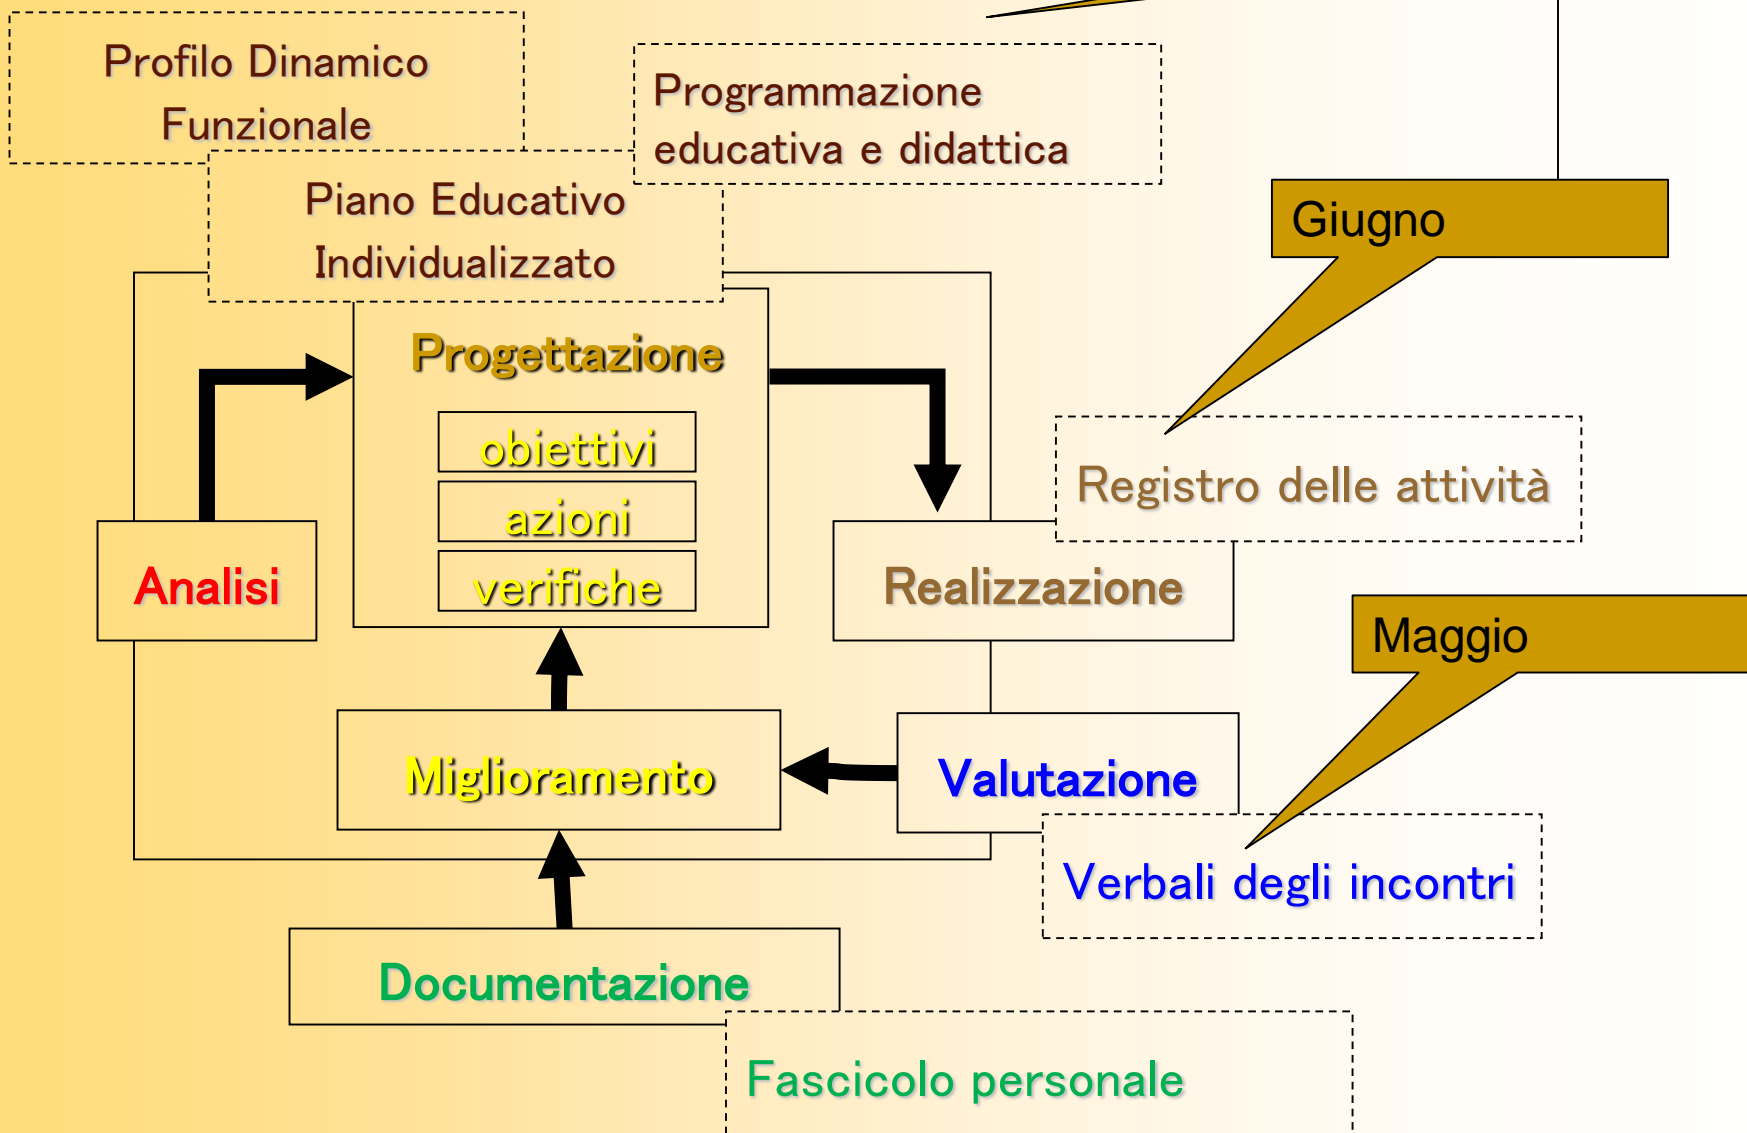 Profilo Dinamico
Funzionale
Programmazione
educativa e didattica
Piano Educativo
Individualizzato
Giugno
Progettazione
obiettivi
azioni
verifiche
Registro delle attività
Analisi
Realizzazione
Maggio
Miglioramento
Valutazione
Verbali degli incontri
Documentazione
Fascicolo personale